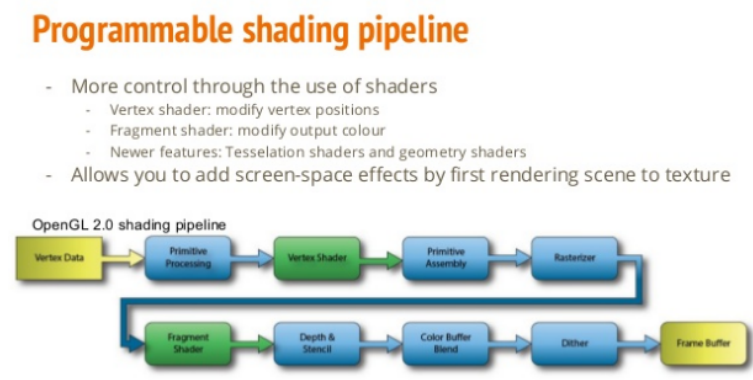 Programmable shading pipeline
- More control through the use of shaders
- Vertex shader: modify vertex positions
- Fragment shader: modify output colour
- Newer features: Tesselation shaders and geometry shaders
- Allows you to add screen-space effects by first rendering scene to texture
OpenGL 2.0 shading pipeline
Vertex Data
Primitive
Processing
Vertex Shader
Primitive
Assembly
Rasterizer
Fragment
Shader
Depth &
Stencil
Color Buffer
Blend
Dither
Frame Buffer